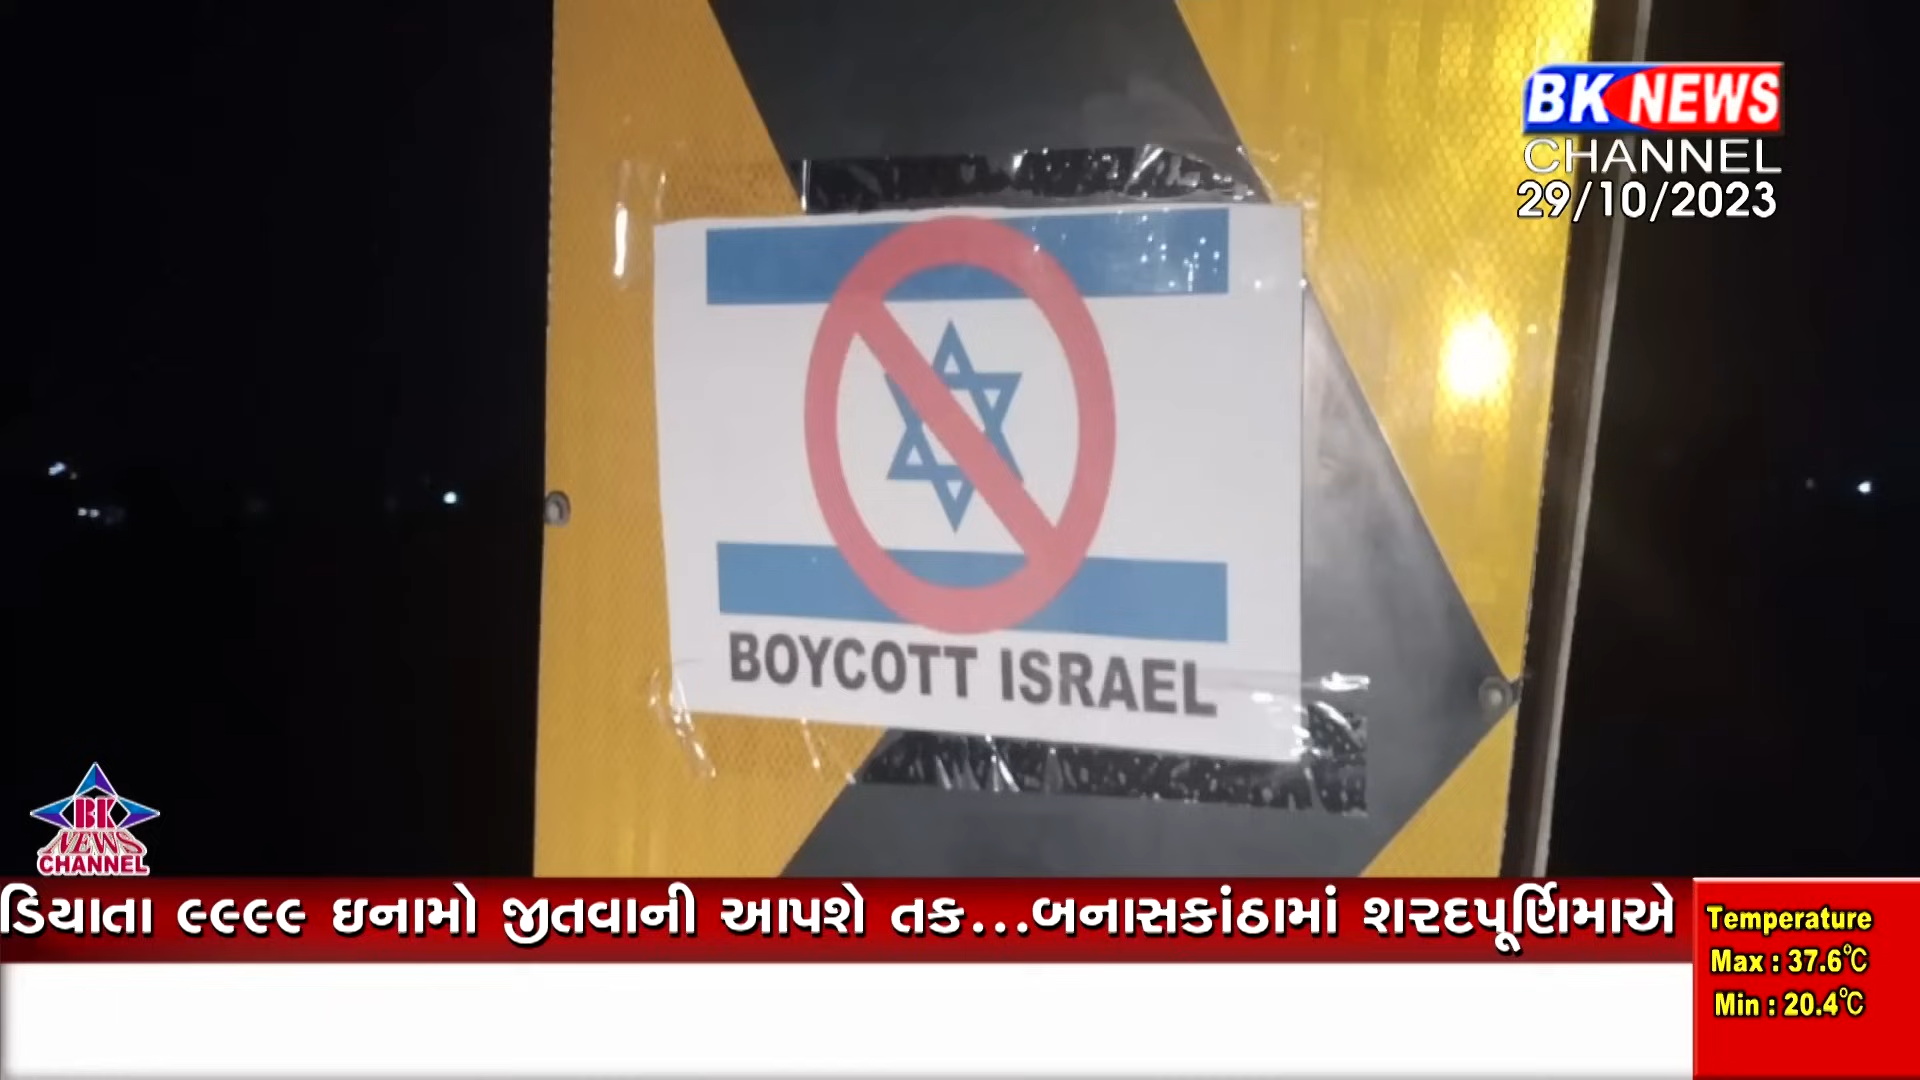 BK NEWS
CHANNEL
29/10/2023
BOYCOTT ISRAEL
BK
NEWS
CHANNEL
ડિયાતા ૯૯૯૯ ઇનામો જીતવાની આપશે તક...બનાસકાંઠામાં શરદપૂર્ણિમાએ
Temperature
Max : 37.6°C
Min : 20.4°C